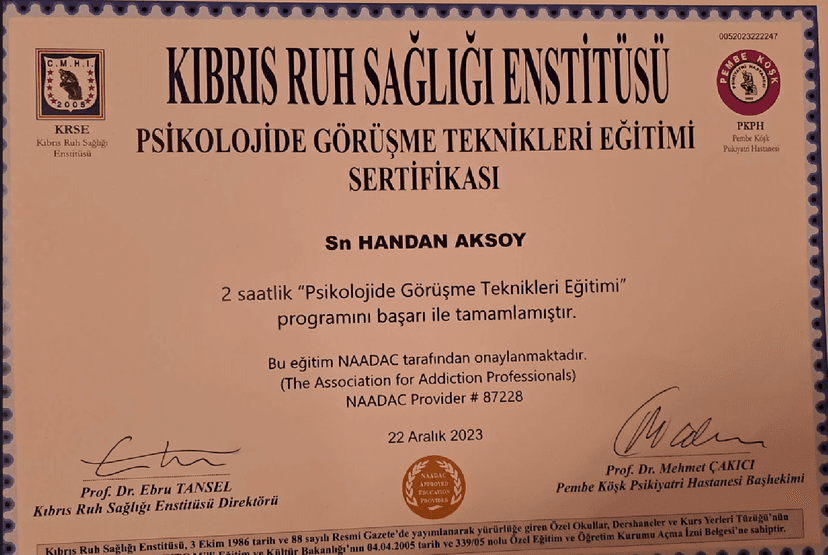 0052023222247
C.M.H.I.
2005
KRSE
Kıbrıs Ruh Sağlığı
Enstitüsü
KIBRIS RUH SAĞLIĞI ENSTİTÜSÜ
PEMBE KÖŞK
PSİKİYATRİ HASTANESİ
PKPH
Pembe Köşk
Psikiyatri Hastanesi
PSİKOLOJİDE GÖRÜŞME TEKNİKLERİ EĞİTİMİ
SERTİFİKASI
Sn HANDAN AKSOY
2 saatlik “Psikolojide Görüşme Teknikleri Eğitimi”
programını başarı ile tamamlamıştır.
Bu eğitim NAADAC tarafından onaylanmaktadır.
(The Association for Addiction Professionals)
NAADAC Provider # 87228
22 Aralık 2023
Prof. Dr. Ebru TANSEL
Kıbrıs Ruh Sağlığı Enstitüsü Direktörü
NAADAC
APPROVED
EDUCATION
PROVIDER
Prof. Dr. Mehmet ÇAKICI
Pembe Köşk Psikiyatri Hastanesi Başhekimi
Kıbrıs Ruh Sağlığı Enstitüsü, 3 Ekim 1986 tarih ve 88 sayılı Resmi Gazete'de yayımlanarak yürürlüğe giren Özel Okullar, Dershaneler ve Kurs Yerleri Tüzüğü'nün
Eğitim ve Kültür Bakanlığı'nın 04.04.2005 tarih ve 339/05 nolu Özel Eğitim ve Öğretim Kurumu Açma İzni Belgesi'ne sahiptir.